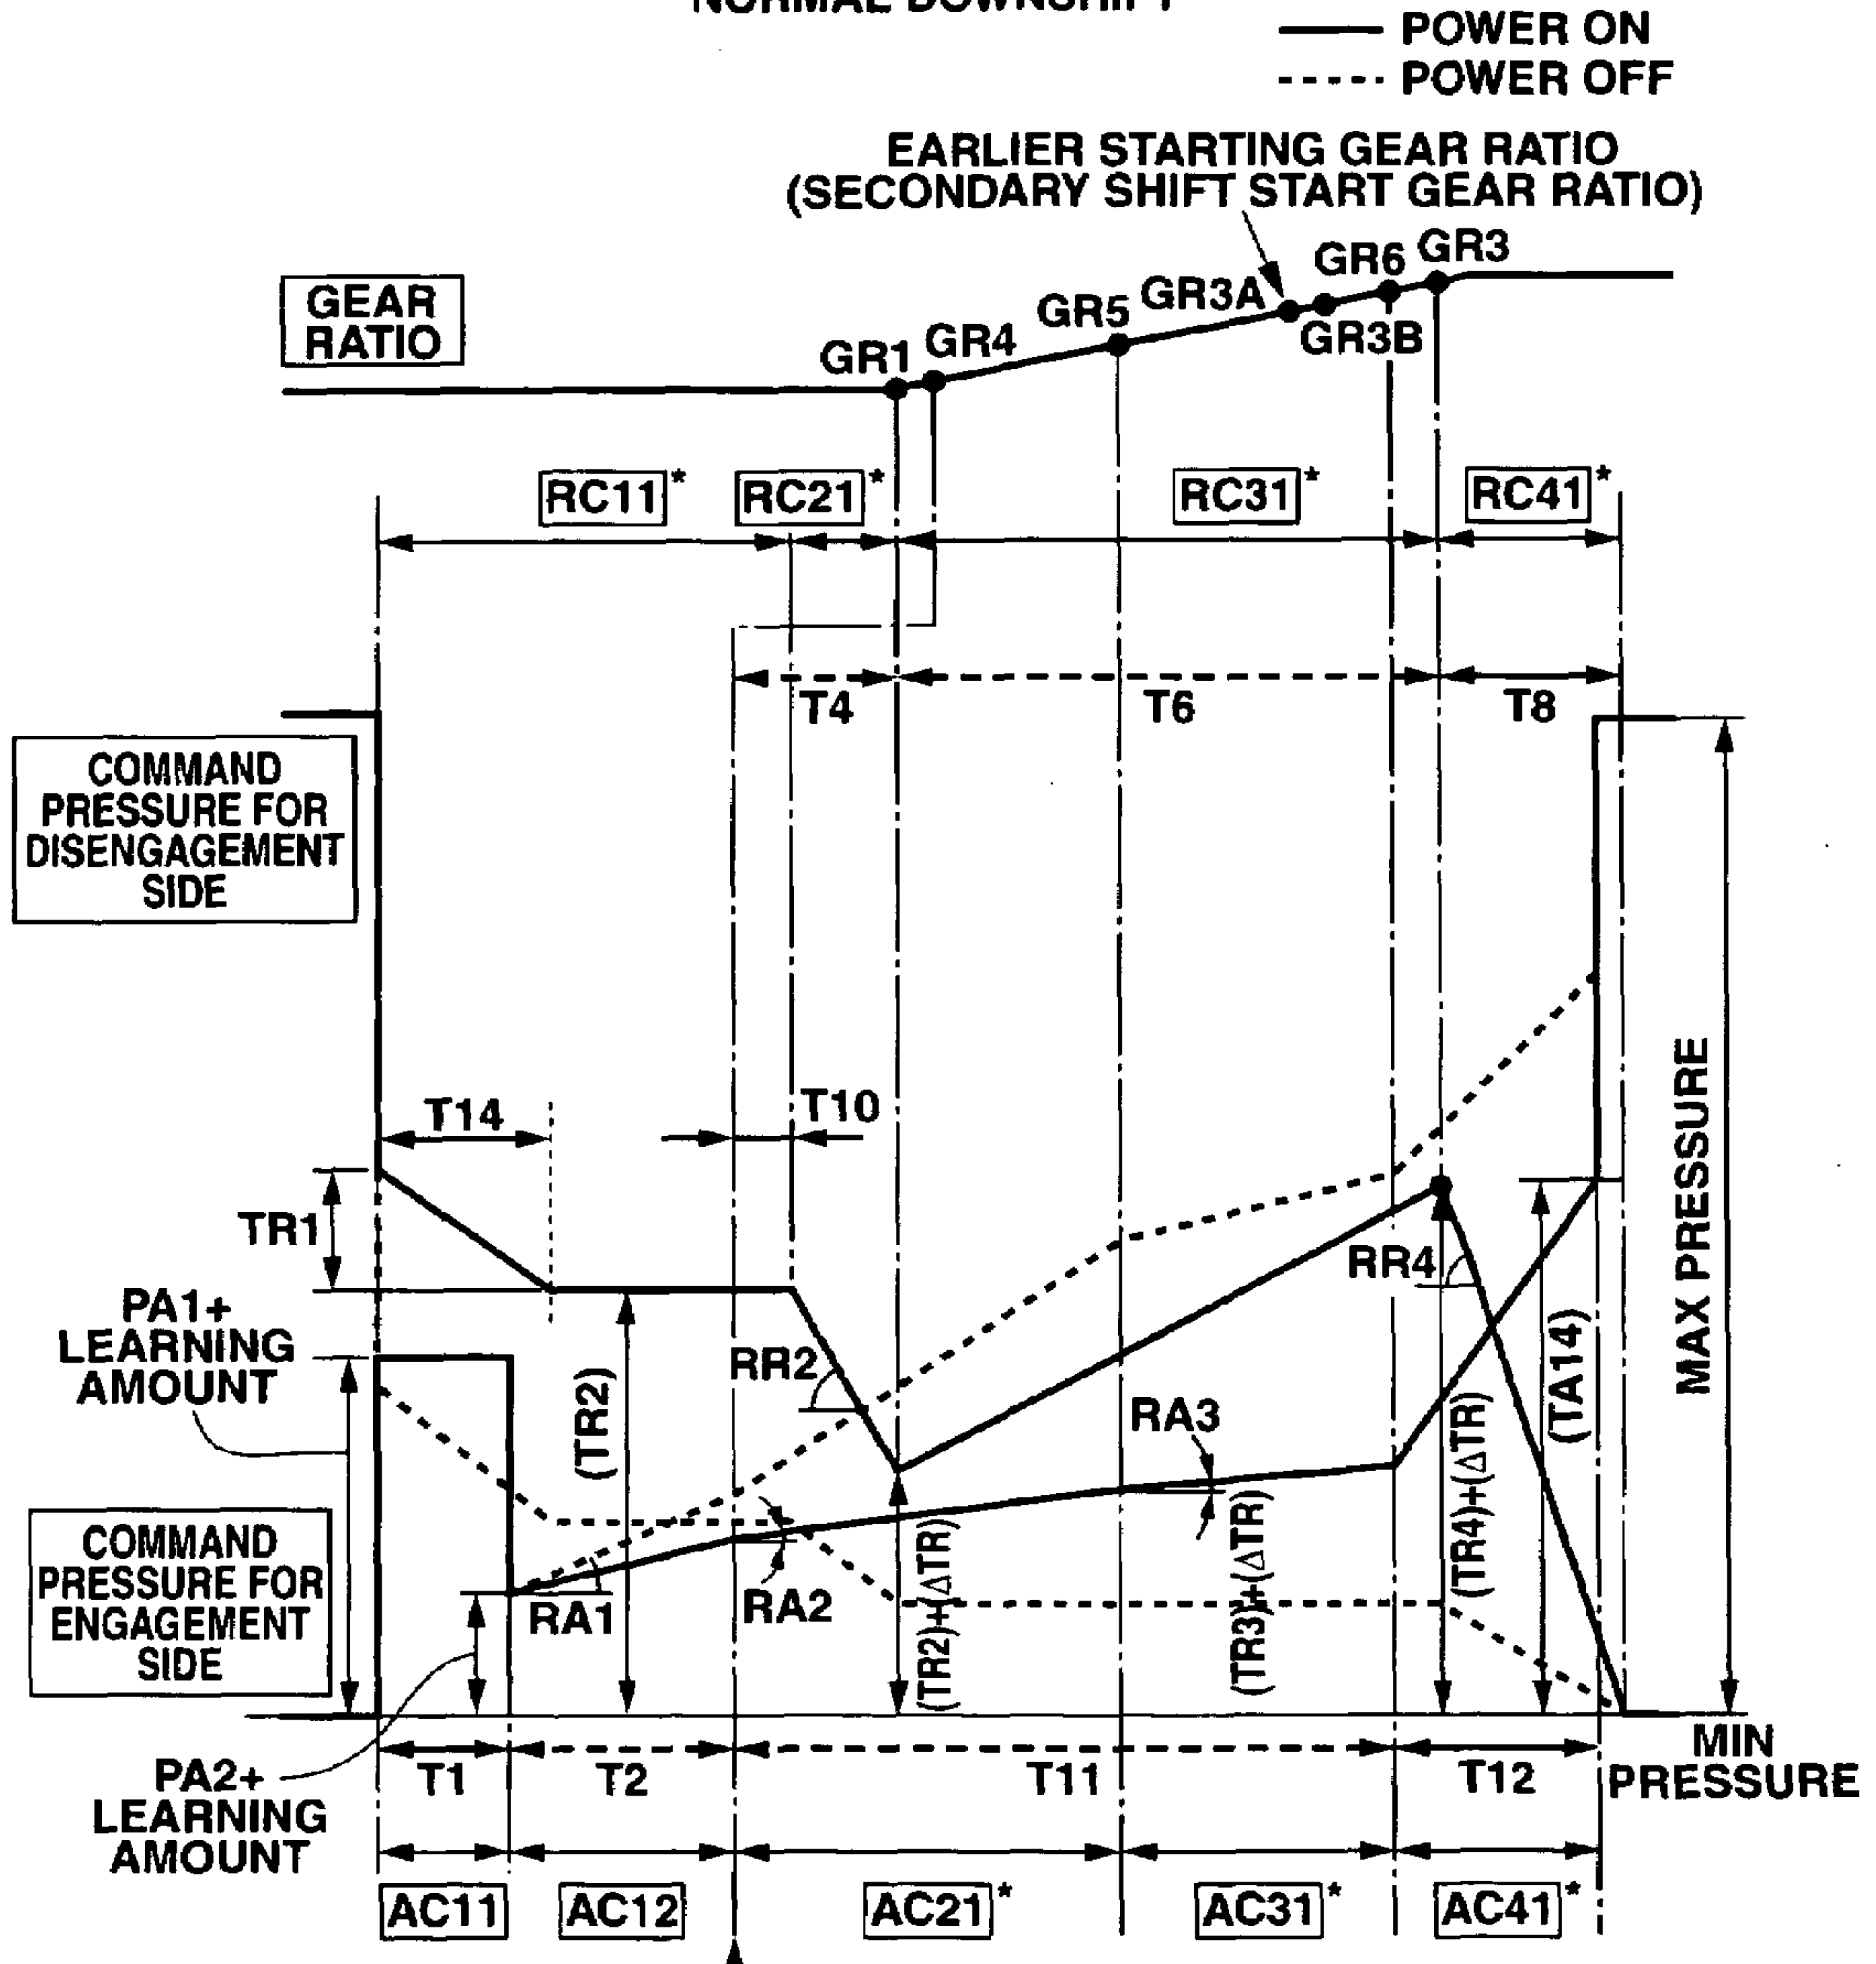 NORMAL DOWNSHIFT
POWER ON
POWER OFF
EARLIER STARTING GEAR RATIO
(SECONDARY SHIFT START GEAR RATIO)
GEAR
RATIO
GR1
GR4
GR5
GR3A
GR3B
GR6
GR3
RC11*
RC21*
RC31*
RC41*
T4
T6
T8
COMMAND
PRESSURE FOR
DISENGAGEMENT
SIDE
T14
T10
TR1
MAX PRESSURE
PA1+
LEARNING
AMOUNT
(TR2)
RR2
RR4
RA3
(TA14)
COMMAND
PRESSURE FOR
ENGAGEMENT
SIDE
RA1
RA2
(TR2)+(ΔTR)
(TR3)+(ΔTR)
(TR4)+(ΔTR)
MIN
PRESSURE
T1
T2
T11
T12
PA2+
LEARNING
AMOUNT
AC11
AC12
AC21*
AC31*
AC41*